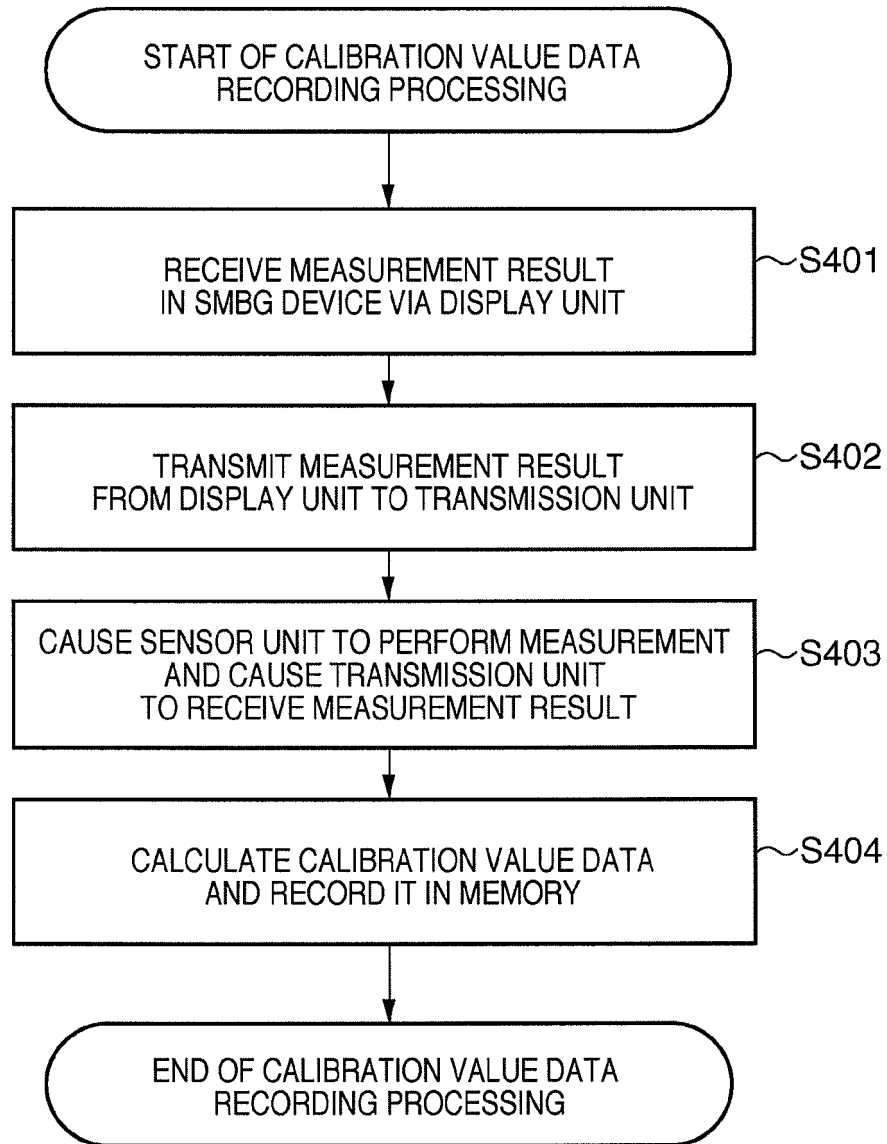 START OF CALIBRATION VALUE DATA
RECORDING PROCESSING
RECEIVE MEASUREMENT RESULT
IN SMBG DEVICE VIA DISPLAY UNIT
S401
TRANSMIT MEASUREMENT RESULT
FROM DISPLAY UNIT TO TRANSMISSION UNIT
S402
CAUSE SENSOR UNIT TO PERFORM MEASUREMENT
AND CAUSE TRANSMISSION UNIT
TO RECEIVE MEASUREMENT RESULT
S403
CALCULATE CALIBRATION VALUE DATA
AND RECORD IT IN MEMORY
S404
END OF CALIBRATION VALUE DATA
RECORDING PROCESSING